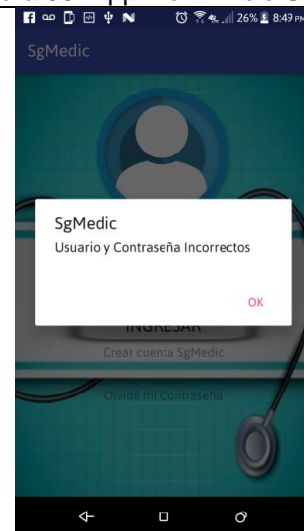 26% 8:49 PM
SgMedic
SgMedic
Usuario y Contraseña Incorrectos
OK
INGRESAR
Crear cuenta SgMedic
Olvidé mi Contraseña